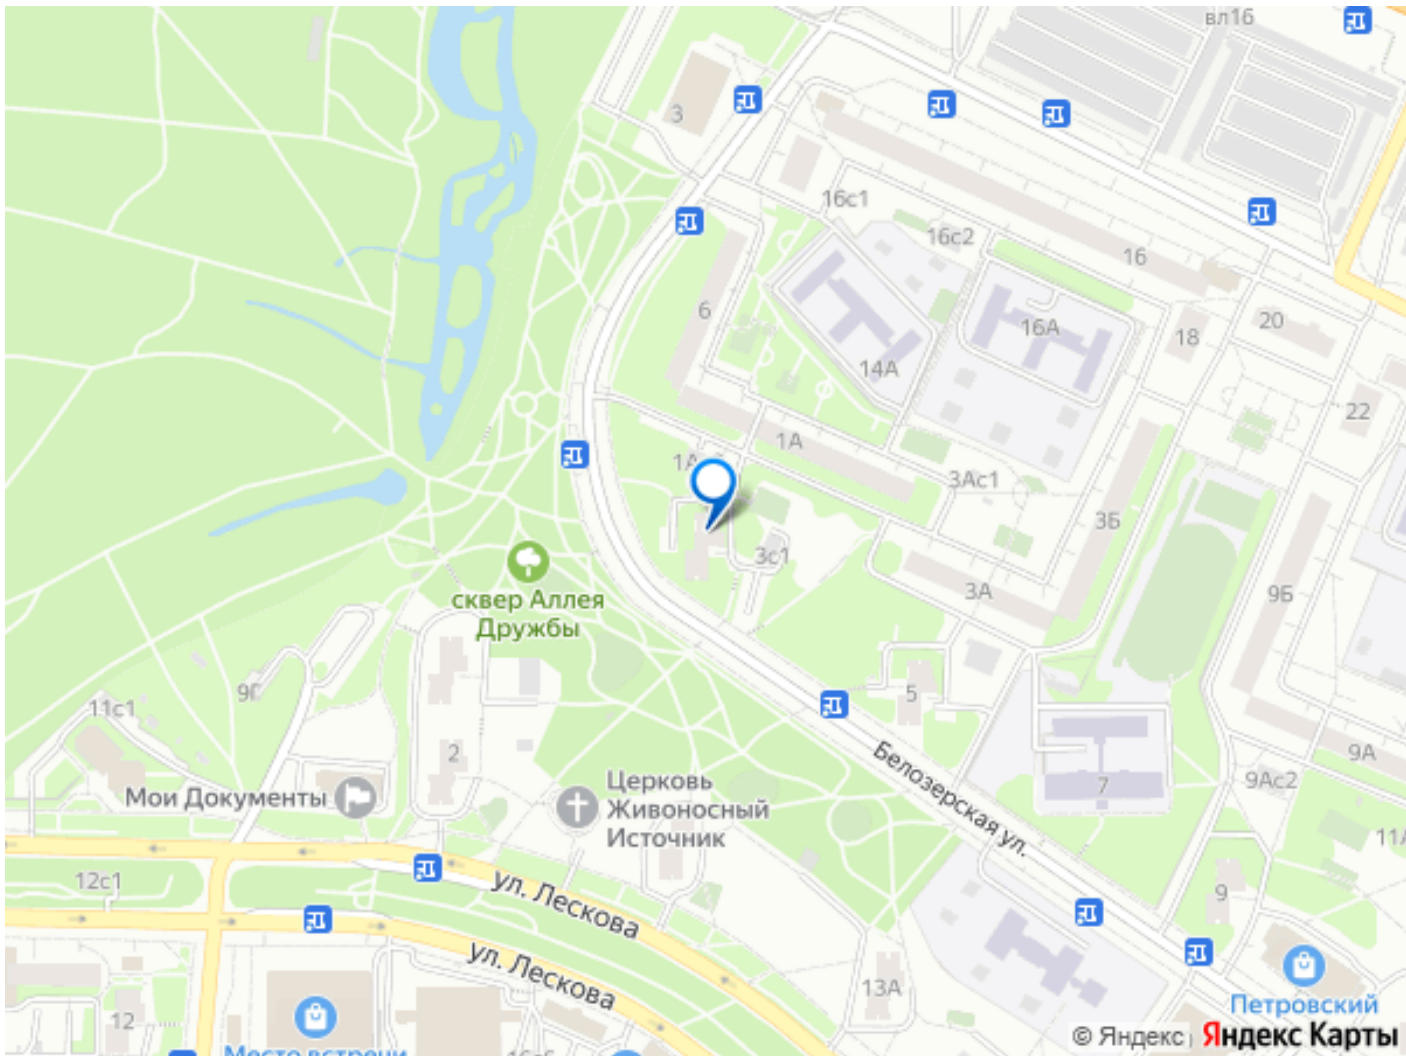 вл16
3
16с1
16с2
16
6
16А
18
20
14А
22
1А
3Ас1
3Б
3с1
3А
9Б
сквер Аллея
Дружбы
9Г
5
11с1
2
9А
Белозерская ул.
7
9Ас2
Мои Документы
Церковь
Живоносный
Источник
12с1
ул. Лескова
9
ул. Лескова
13А
12
Петровский
Место встречи
© Яндекс
Яндекс Карты